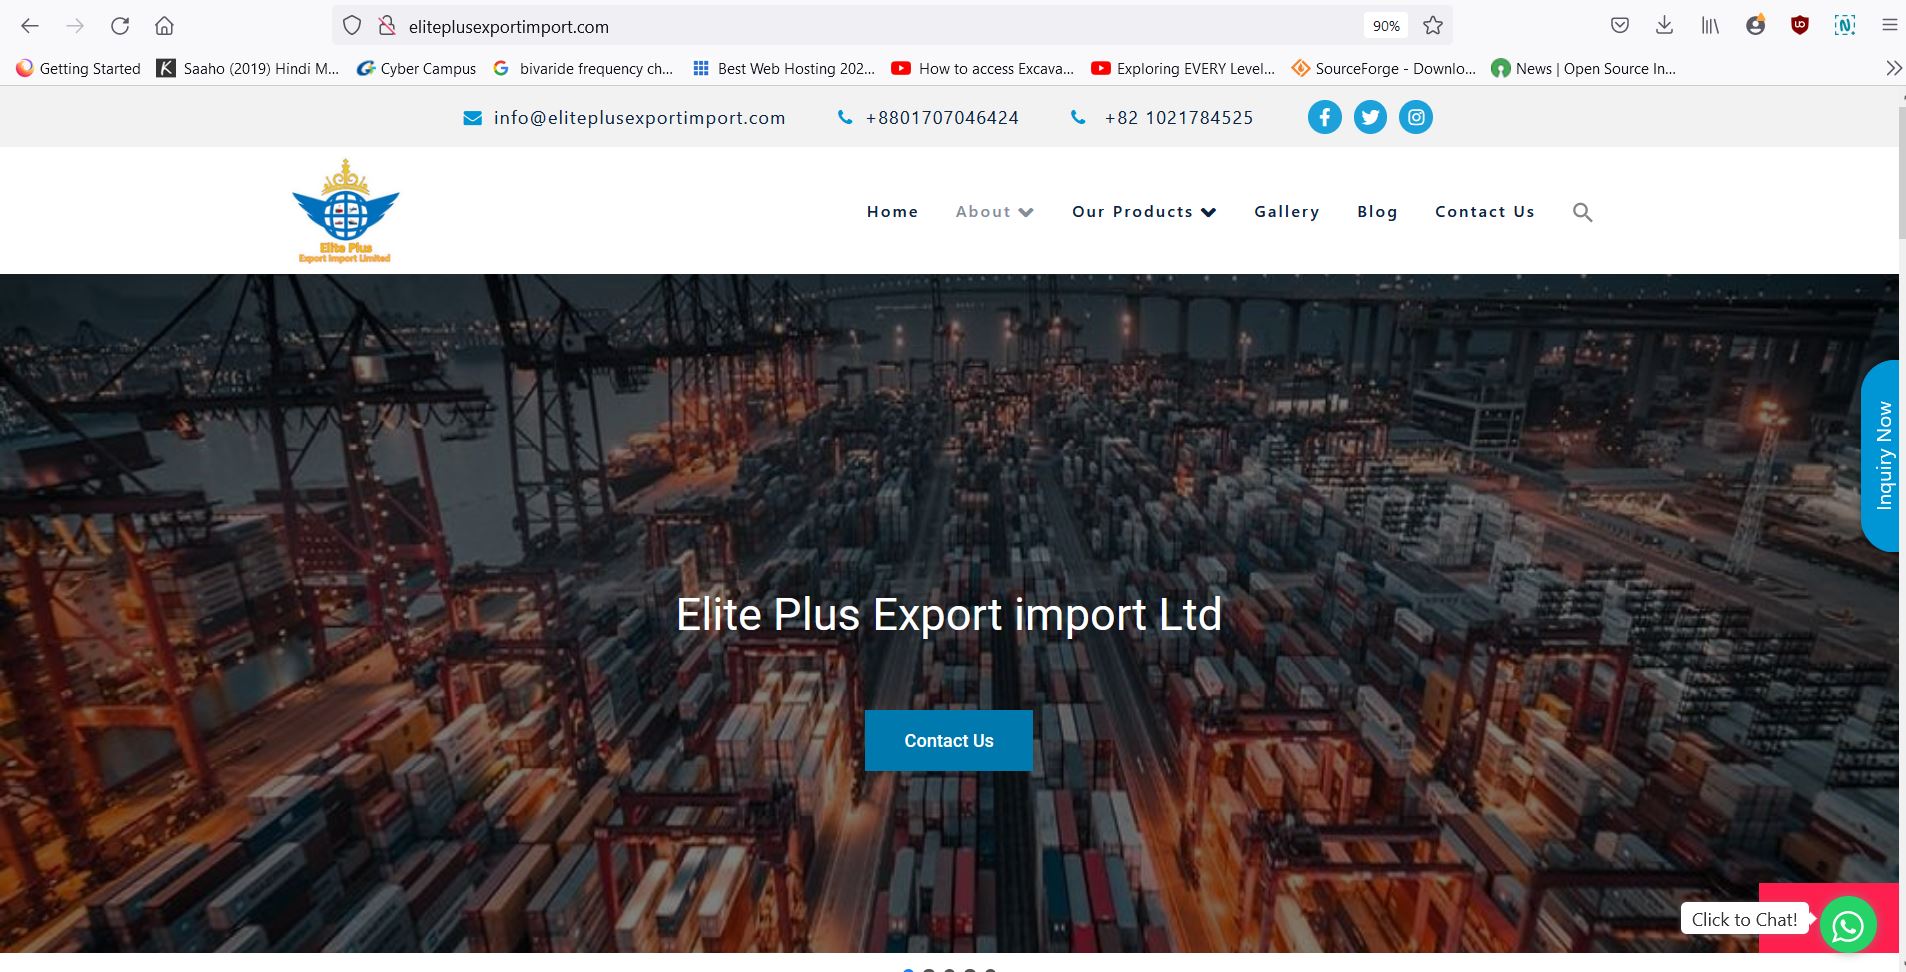 eliteplusexportimport.com
90%
Getting Started
Saaho (2019) Hindi M...
Cyber Campus
bivaride frequency ch...
Best Web Hosting 202...
How to access Excava...
Exploring EVERY Level...
SourceForge - Downlo...
News | Open Source In...
info@eliteplusexportimport.com
+8801707046424
+82 1021784525
Elite Plus
Export Import Limited
Home
About
Our Products
Gallery
Blog
Contact Us
Inquiry Now
Elite Plus Export import Ltd
Contact Us
Click to Chat!